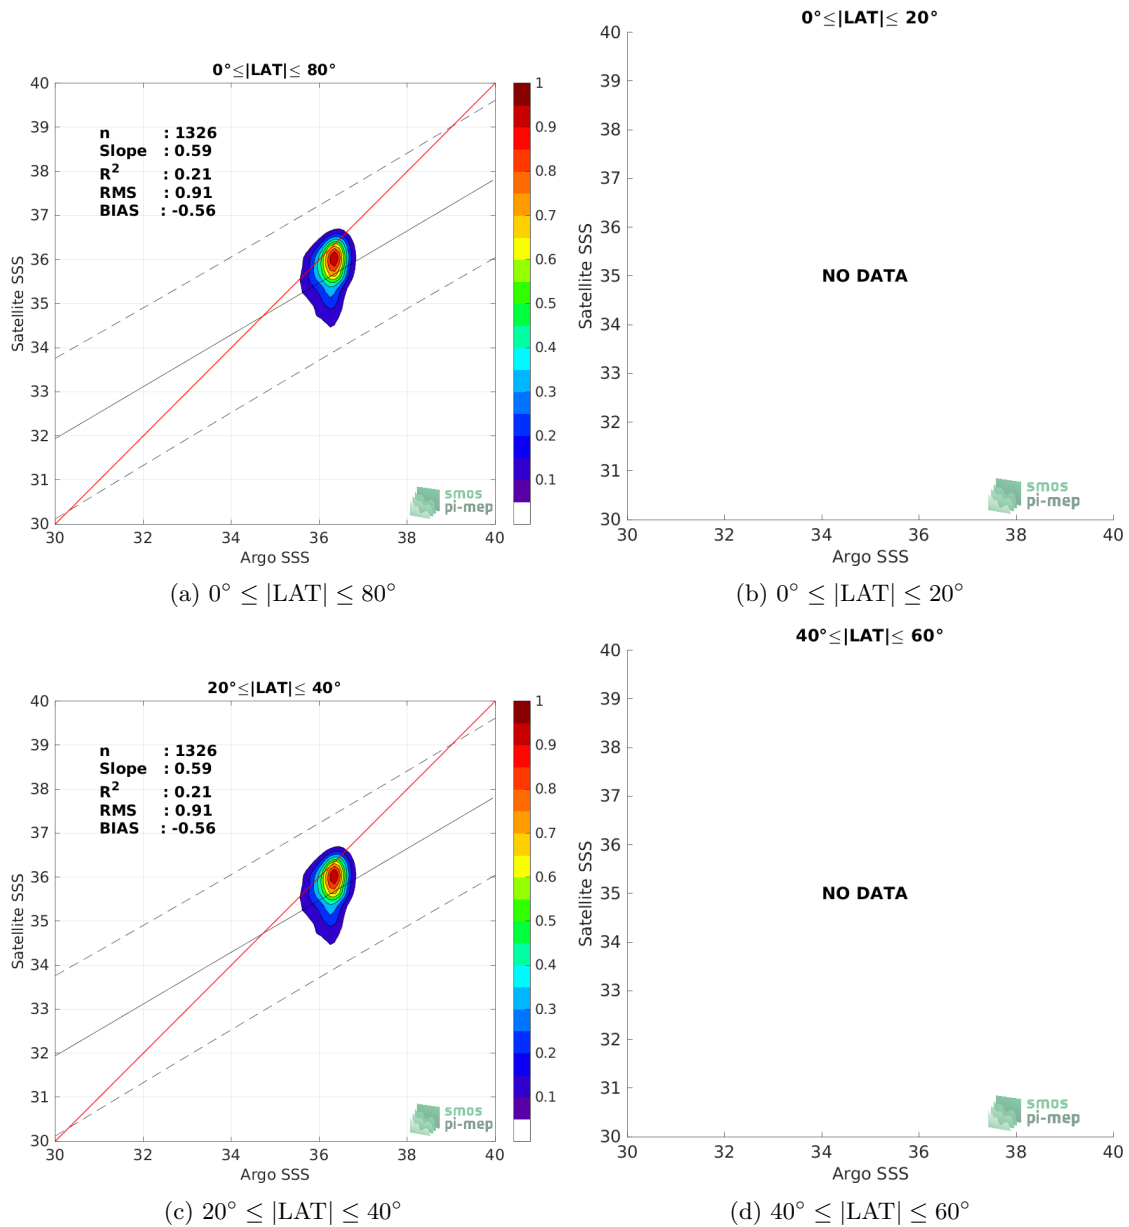 0°≤|LAT|≤ 80°
40
39
38
37
36
35
34
33
32
31
30
Satellite SSS
n : 1326
Slope : 0.59
R² : 0.21
RMS : 0.91
BIAS : -0.56
smos
pi-mep
30 32 34 36 38 40
Argo SSS
1
0.9
0.8
0.7
0.6
0.5
0.4
0.3
0.2
0.1
(a) 0° ≤ |LAT| ≤ 80°
0°≤|LAT|≤ 20°
40
39
38
37
36
35
34
33
32
31
30
Satellite SSS
NO DATA
smos
pi-mep
30 32 34 36 38 40
Argo SSS
(b) 0° ≤ |LAT| ≤ 20°
20°≤|LAT|≤ 40°
40
39
38
37
36
35
34
33
32
31
30
Satellite SSS
n : 1326
Slope : 0.59
R² : 0.21
RMS : 0.91
BIAS : -0.56
smos
pi-mep
30 32 34 36 38 40
Argo SSS
1
0.9
0.8
0.7
0.6
0.5
0.4
0.3
0.2
0.1
(c) 20° ≤ |LAT| ≤ 40°
40°≤|LAT|≤ 60°
40
39
38
37
36
35
34
33
32
31
30
Satellite SSS
NO DATA
smos
pi-mep
30 32 34 36 38 40
Argo SSS
(d) 40° ≤ |LAT| ≤ 60°